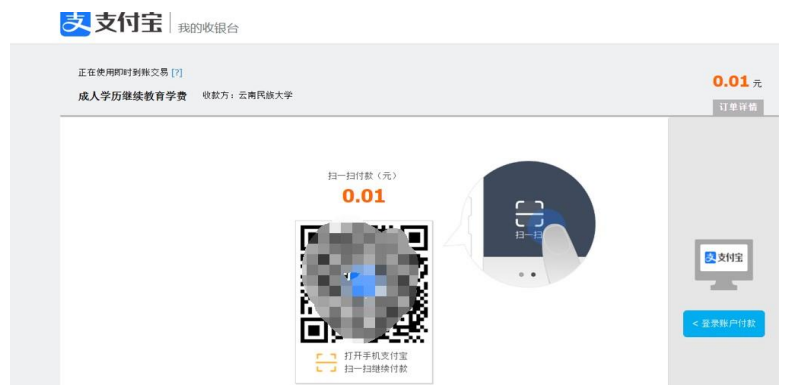 支付宝 | 我的收银台
正在使用即时到账交易 [?]
0.01 元
成人学历继续教育学费 收款方：云南民族大学
订单详情
扫一扫付款（元）
0.01
扫一扫
支付宝
< 登录账户付款
打开手机支付宝
扫一扫继续付款